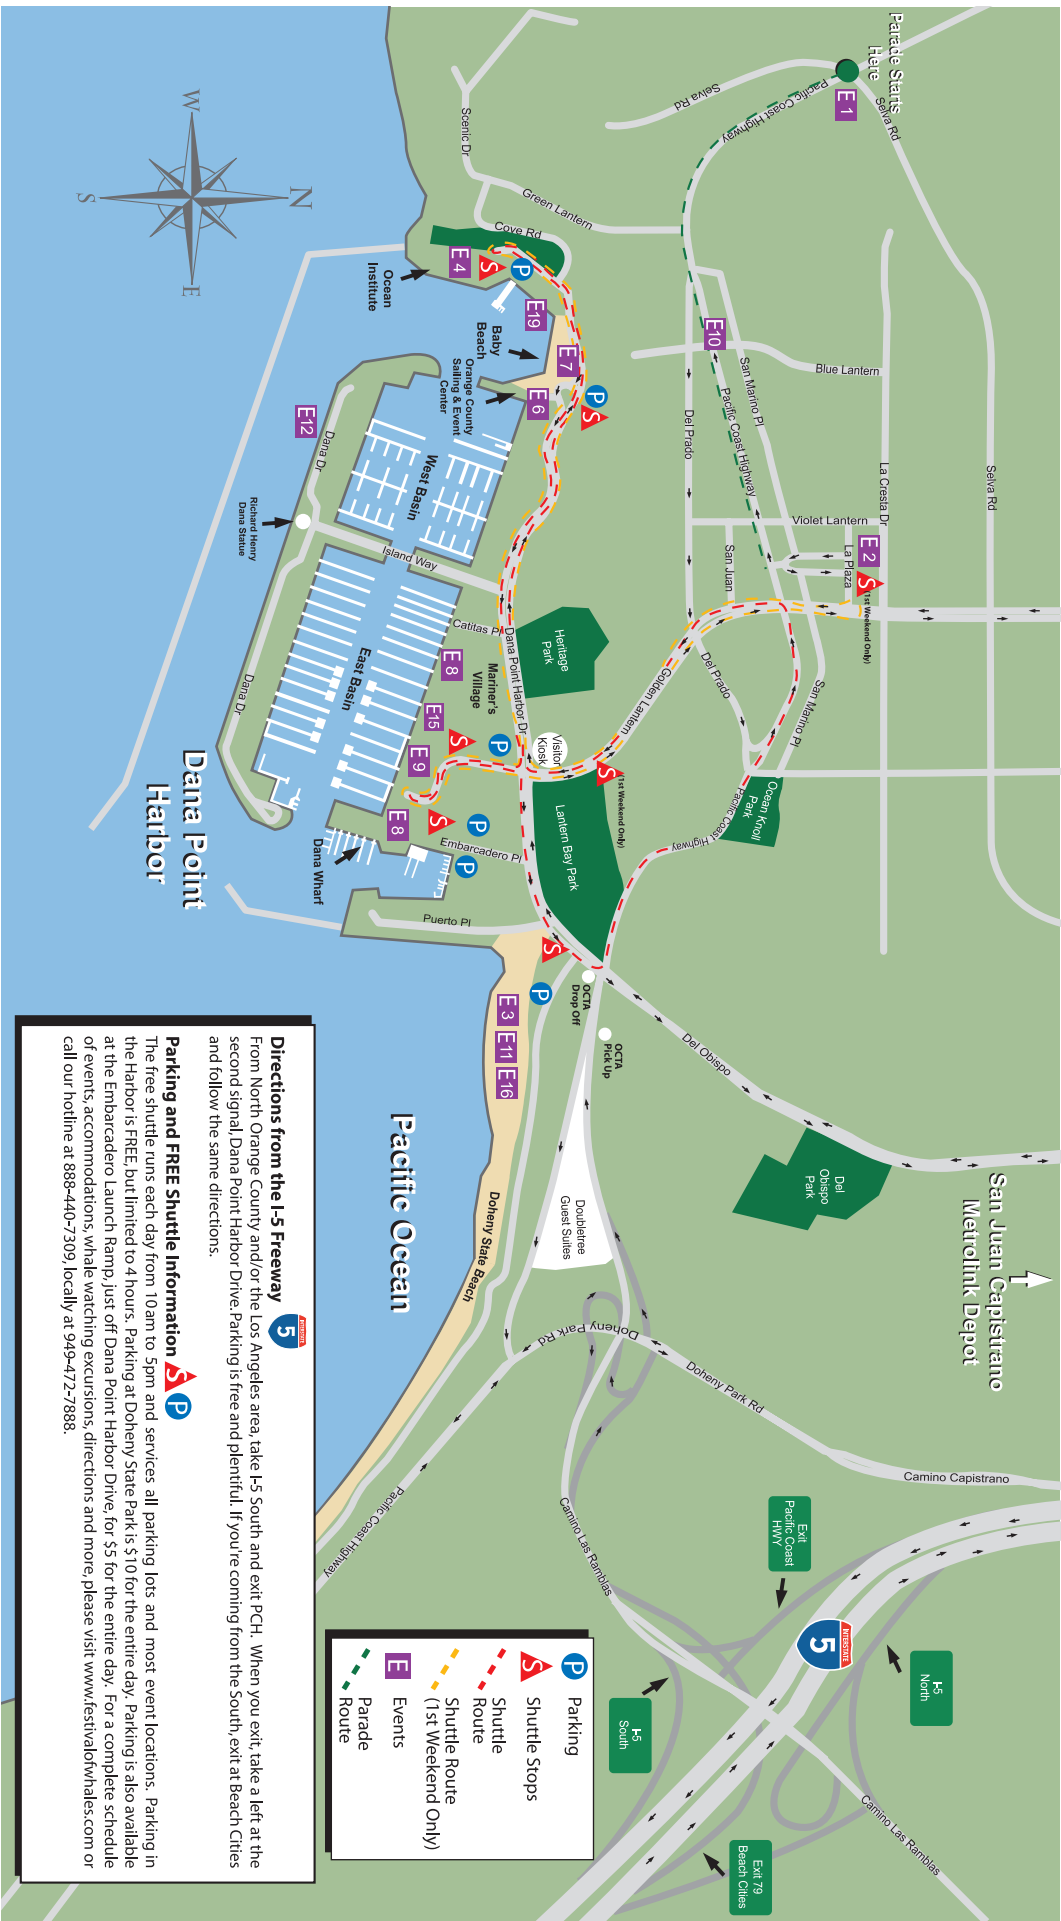 Parade Starts
Here
E 1
Selva Rd
Selva Rd
Pacific Coast Highway
Scenic Dr
Green Lantern
Cove Rd
N
W
E
S
E 4
S
P
Ocean
Institute
E19
Baby
Beach
E 7
P
S
E 6
Orange County
Sailing & Event
Center
E10
San Marino Pl
Blue Lantern
Pacific Coast Highway
Del Prado
La Cresta Dr
Selva Rd
Violet Lantern
San Juan
La Plaza
E 2
S
(1st Weekend Only)
E12
Dana Dr
West Basin
Richard Henry
Dana Statue
Island Way
Catitas Pl
Dana Point Harbor Dr
Heritage
Park
Golden Lantern
Del Prado
San Marino Pl
E 8
Mariner's
Village
East Basin
E15
Dana Dr
S
P
E 9
Visitor
Kiosk
S
(1st Weekend Only)
Ocean Knoll
Park
Pacific Coast Highway
Lantern Bay Park
S
P
E 8
Embarcadero Pl
P
Dana Wharf
Puerto Pl
Dana Point
Harbor
S
P
OCTA
Drop Off
OCTA
Pick Up
E 3
E11
E16
Del Obispo
Del
Obispo
Park
San Juan Capistrano
Metrolink Depot
Doubletree
Guest Suites
Pacific Ocean
Doheny State Beach
Doheny Park Rd
Doheny Park Rd
Camino Capistrano
Pacific Coast Highway
Camino Las Ramblas
Exit
Pacific Coast
HWY
INTERSTATE
5
I-5
North
I-5
South
Camino Las Ramblas
Exit 79
Beach Cities
P Parking
S Shuttle Stops
Shuttle
Route
Shuttle Route
(1st Weekend Only)
E Events
Parade
Route
Directions from the I-5 Freeway INTERSTATE 5
From North Orange County and/or the Los Angeles area, take I-5 South and exit PCH. When you exit, take a left at the
second signal, Dana Point Harbor Drive. Parking is free and plentiful. If you're coming from the South, exit at Beach Cities
and follow the same directions.
Parking and FREE Shuttle Information S P
The free shuttle runs each day from 10am to 5pm and services all parking lots and most event locations. Parking in
the Harbor is FREE, but limited to 4 hours. Parking at Doheny State Park is $10 for the entire day. Parking is also available
at the Embarcadero Launch Ramp, just off Dana Point Harbor Drive, for $5 for the entire day. For a complete schedule
of events, accommodations, whale watching excursions, directions and more, please visit www.festivalofwhales.com or
call our hotline at 888-440-7309, locally at 949-472-7888.